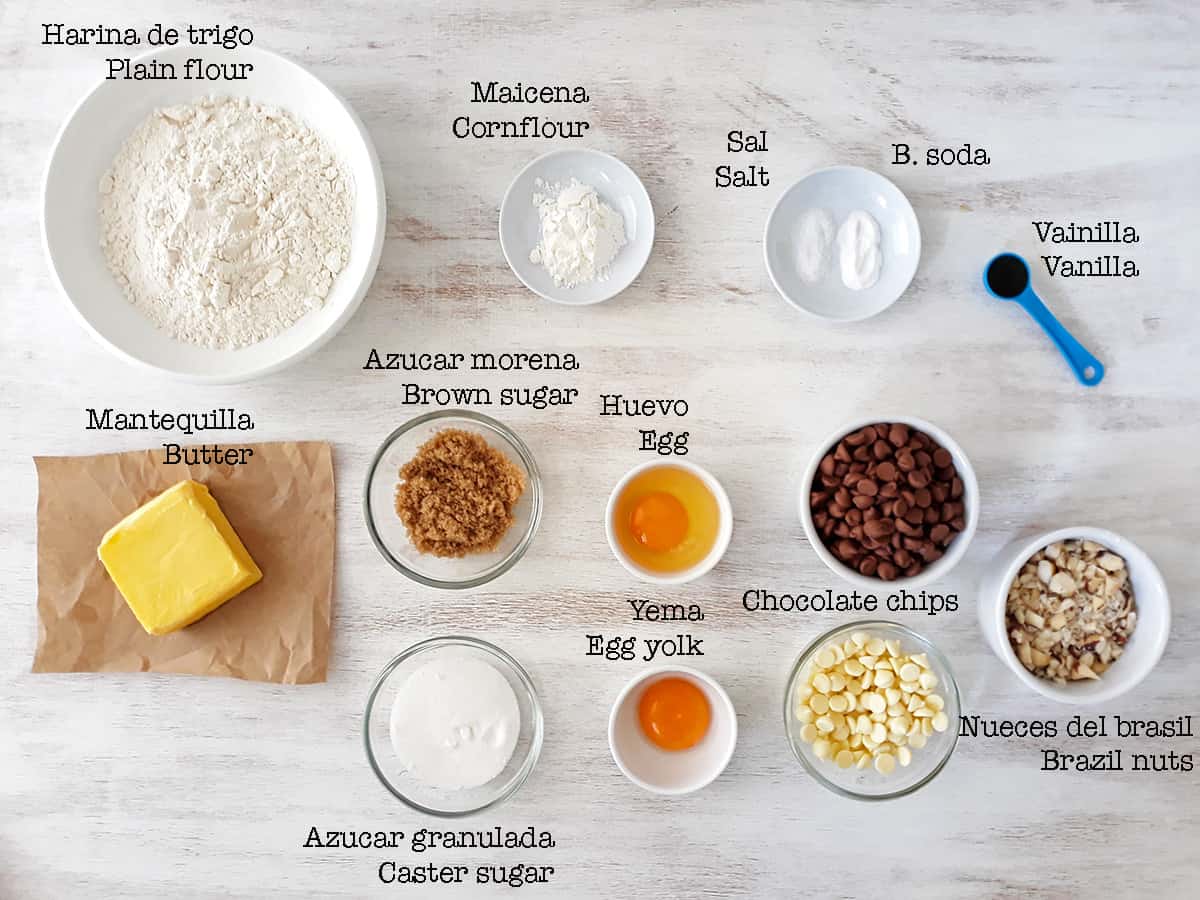 Harina de trigo
Plain flour
Maicena
Cornflour
Sal
Salt
B. soda
Vainilla
Vanilla
Azucar morena
Brown sugar
Huevo
Egg
Mantequilla
Butter
Yema
Egg yolk
Chocolate chips
Nueces del brasil
Brazil nuts
Azucar granulada
Caster sugar